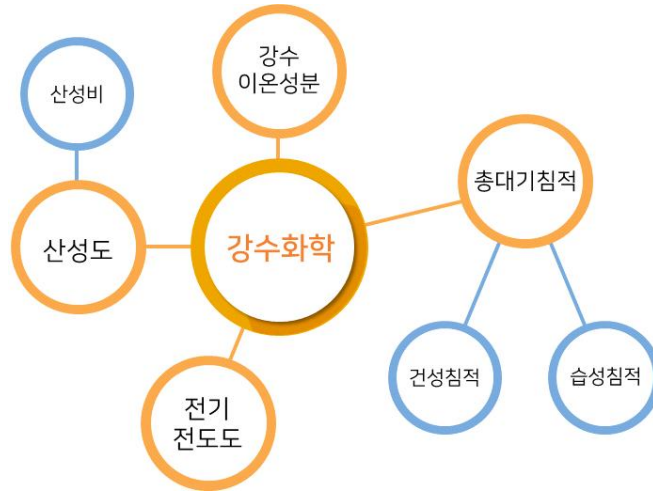 강수
이온성분
산성비
총대기침적
산성도
강수화학
건성침적
습성침적
전기
전도도